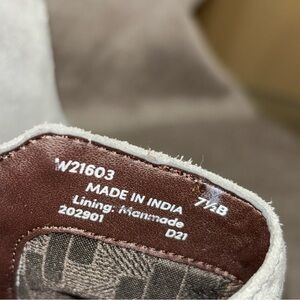 W21603 7½B
MADE IN INDIA
Lining: Manmade
202901 D21